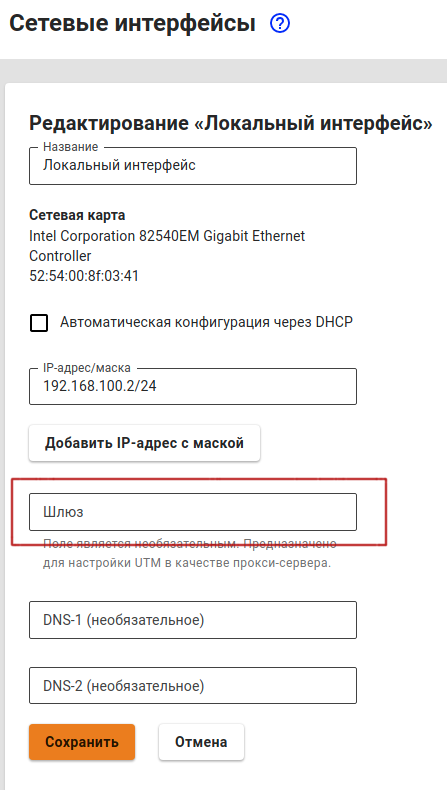 Сетевые интерфейсы ?
Редактирование «Локальный интерфейс»
Название
Локальный интерфейс
Сетевая карта
Intel Corporation 82540EM Gigabit Ethernet
Controller
52:54:00:8f:03:41
Автоматическая конфигурация через DHCP
IP-адрес/маска
192.168.100.2/24
Добавить IP-адрес с маской
Шлюз
Поле является необязательным. Предназначено
для настройки UTM в качестве прокси-сервера.
DNS-1 (необязательное)
DNS-2 (необязательное)
Сохранить Отмена